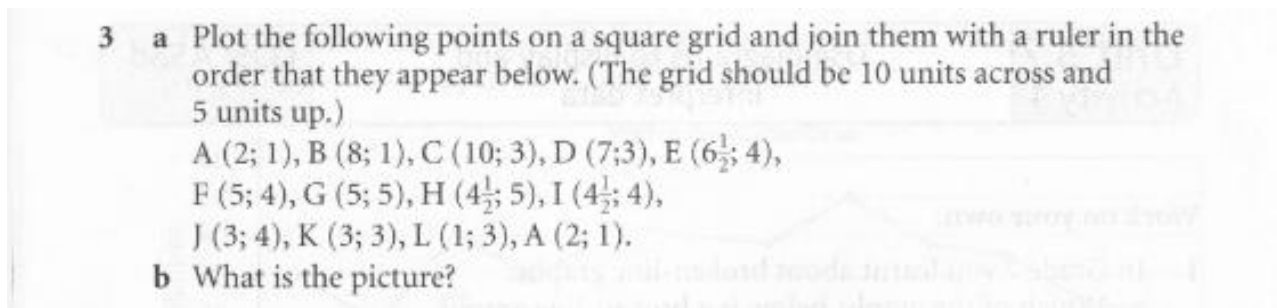 3 a Plot the following points on a square grid and join them with a ruler in the
order that they appear below. (The grid should be 10 units across and
5 units up.)
A (2; 1), B (8; 1), C (10; 3), D (7;3), E (6½; 4),
F (5; 4), G (5; 5), H (4½; 5), I (4½; 4),
J (3; 4), K (3; 3), L (1; 3), A (2; 1).
b What is the picture?